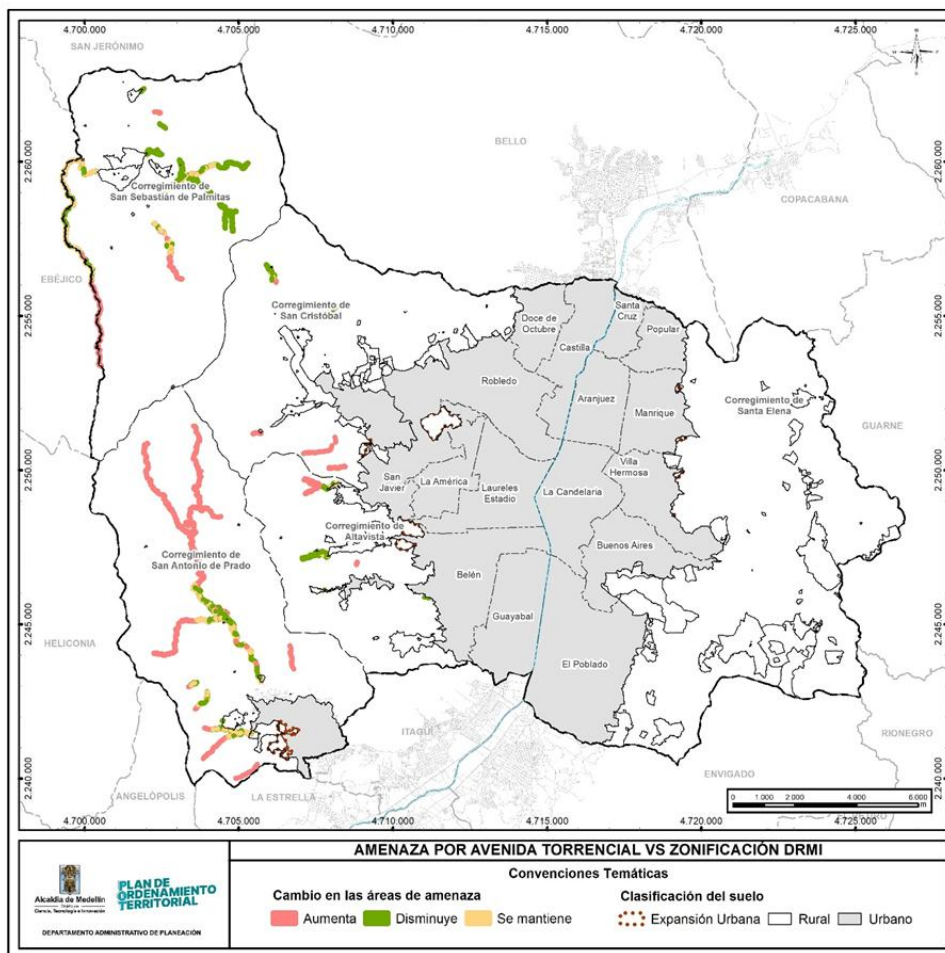 4.700.000 4.705.000 4.710.000 4.715.000 4.720.000 4.725.000
SAN JERÓNIMO
BELLO
2.260.000 2.260.000
Corregimiento de
San Sebastián de Palmitas
COPACABANA
EBÉJICO
Corregimiento de
San Cristóbal
2.255.000 2.255.000
Doce de
Octubre
Santa
Cruz
Popular
Castilla
Robledo
Aranjuez
Manrique
Corregimiento de
Santa Elena
GUARNE
2.250.000 2.250.000
San
Javier
La América
Laureles
Estadio
La Candelaria
Villa
Hermosa
Corregimiento de
Altavista
Corregimiento de
San Antonio de Prado
Buenos Aires
Belén
Guayabal
2.245.000 2.245.000
HELICONIA
El Poblado
ITAGÜÍ
RIONEGRO
ENVIGADO
2.240.000 2.240.000
ANGELÓPOLIS
LA ESTRELLA
0 1.000 2.000 4.000 6.000
m
4.700.000 4.705.000 4.710.000 4.715.000 4.720.000 4.725.000
AMENAZA POR AVENIDA TORRENCIAL VS ZONIFICACIÓN DRMI
Convenciones Temáticas
Cambio en las áreas de amenaza
Aumenta Disminuye Se mantiene
Clasificación del suelo
Expansión Urbana Rural Urbano
Alcaldía de Medellín
Ciencia, Tecnología e Innovación
PLAN DE
ORDENAMIENTO
TERRITORIAL
DEPARTAMENTO ADMINISTRATIVO DE PLANEACIÓN